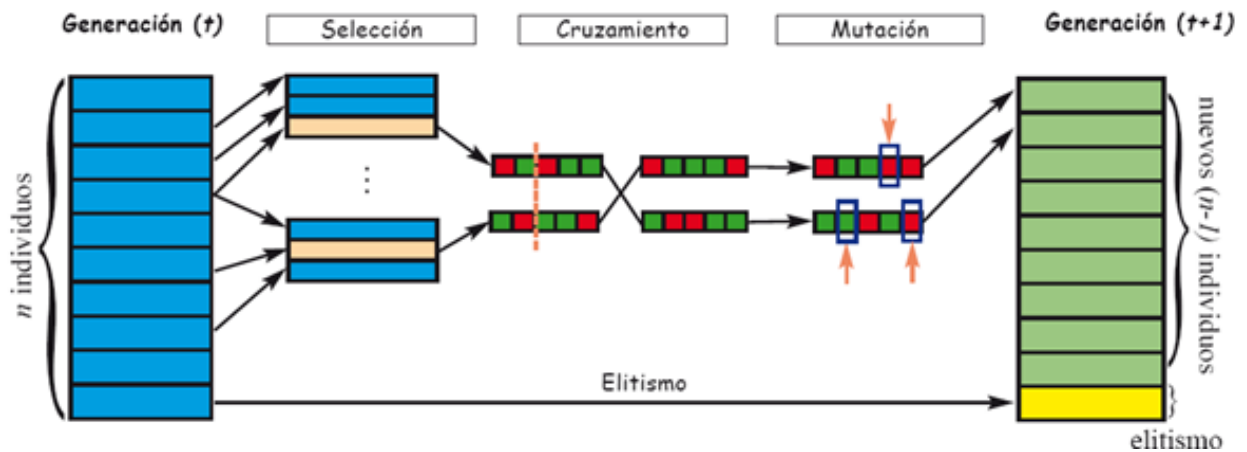 Generación (t)
Selección
Cruzamiento
Mutación
Generación (t+1)
n individuos
...
Elitismo
nuevos (n-1) individuos
elitismo